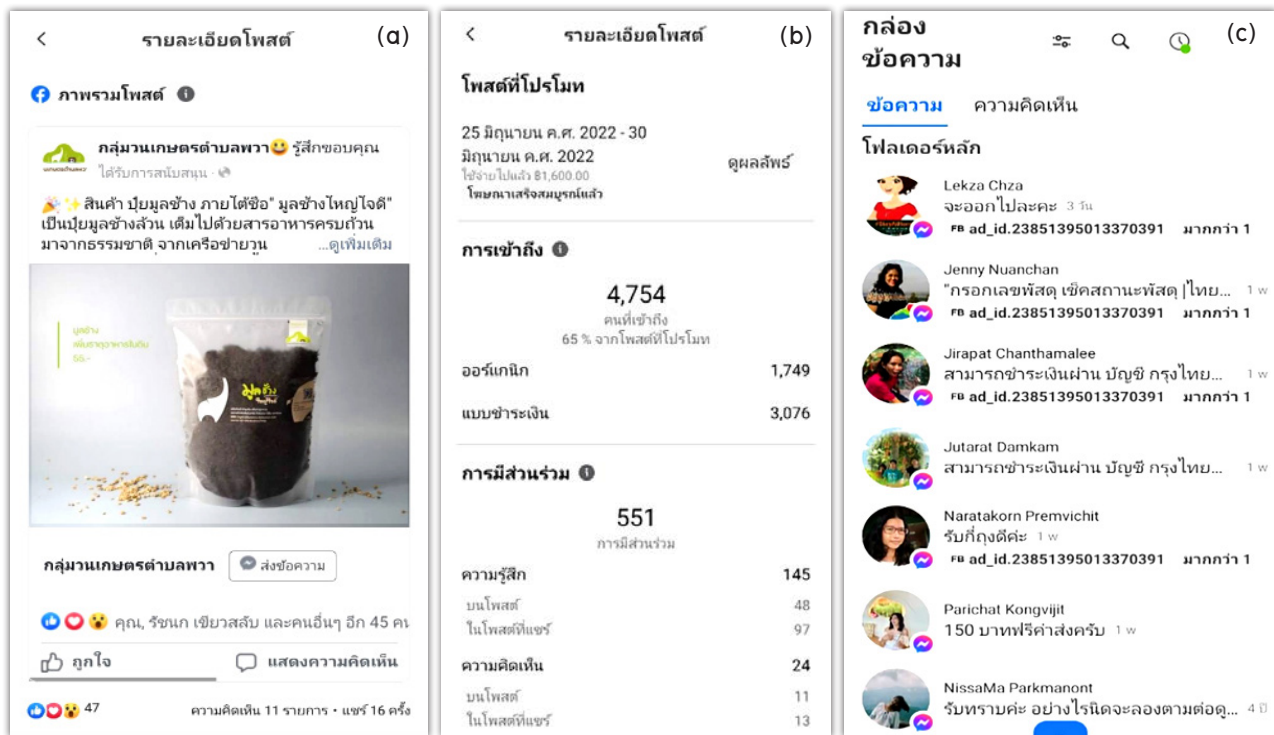 รายละเอียดโพสต์
(a)
ภาพรวมโพสต์
กลุ่มวนเกษตรตำบลพวา😀 รู้สึกขอบคุณ
ได้รับการสนับสนุน ·
🎉✨สินค้า ปุ๋ยมูลช้าง ภายใต้ชื่อ" มูลช้างไหญ่ใจดี"
เป็นปุ๋ยมูลช้างล้วน เต็มไปด้วยสารอาหารครบถ้วน
มาจากธรรมชาติ จากเครือข่ายวน ...ดูเพิ่มเติม
มูลช้าง
เพิ่มธาตุอาหารในดิน
55.-
มูลช้าง
กลุ่มวนเกษตรตำบลพวา
ส่งข้อความ
คุณ, รัชนก เขียวสลับ และคนอื่นๆ อีก 45 คน
ถูกใจ
แสดงความคิดเห็น
47
ความคิดเห็น 11 รายการ • แชร์ 16 ครั้ง
รายละเอียดโพสต์
(b)
โพสต์ที่โปรโมท
25 มิถุนายน ค.ศ. 2022 - 30
มิถุนายน ค.ศ. 2022
ใช้จ่ายไปแล้ว ฿1,600.00
โฆษณาเสร็จสมบูรณ์แล้ว
ดูผลลัพธ์
การเข้าถึง
4,754
คนที่เข้าถึง
65 % จากโพสต์ที่โปรโมท
ออร์แกนิก 1,749
แบบชำระเงิน 3,076
การมีส่วนร่วม
551
การมีส่วนร่วม
ความรู้สึก 145
บนโพสต์ 48
ในโพสต์ที่แชร์ 97
ความคิดเห็น 24
บนโพสต์ 11
ในโพสต์ที่แชร์ 13
กล่อง
ข้อความ
(c)
ข้อความ ความคิดเห็น
โฟลเดอร์หลัก
Lekza Chza
จะออกไปละคะ 3 วัน
FB ad_id.23851395013370391 มากกว่า 1
Jenny Nuanchan
"กรอกเลขพัสดุ เช็คสถานะพัสดุ |ไทย... 1 w
FB ad_id.23851395013370391 มากกว่า 1
Jirapat Chanthamalee
สามารถชำระเงินผ่าน บัญชี กรุงไทย... 1 w
FB ad_id.23851395013370391 มากกว่า 1
Jutarat Damkam
สามารถชำระเงินผ่าน บัญชี กรุงไทย... 1 w
Naratakorn Premvichit
รับกี่ถุงดีค่ะ 1 w
FB ad_id.23851395013370391 มากกว่า 1
Parichat Kongvijit
150 บาทฟรีค่าส่งครับ 1 w
NissaMa Parkmanont
รับทราบค่ะ อย่างไรนิดจะลองตามต่อดู... 4 ปี